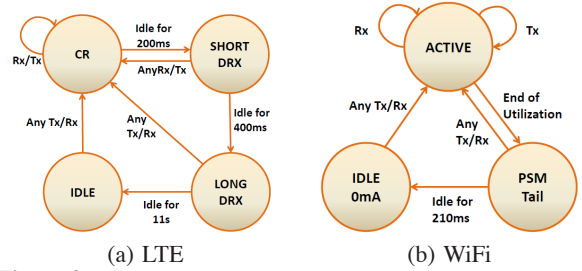 Rx/Tx
CR
Idle for
200ms
AnyRx/Tx
SHORT
DRX
Idle for
400ms
Any Tx/Rx
Any
Tx/Rx
IDLE
Idle for
11s
LONG
DRX
(a) LTE
Rx
Tx
ACTIVE
Any Tx/Rx
Any
Tx/Rx
End of
Utilization
IDLE
0mA
Idle for
210ms
PSM
Tail
(b) WiFi